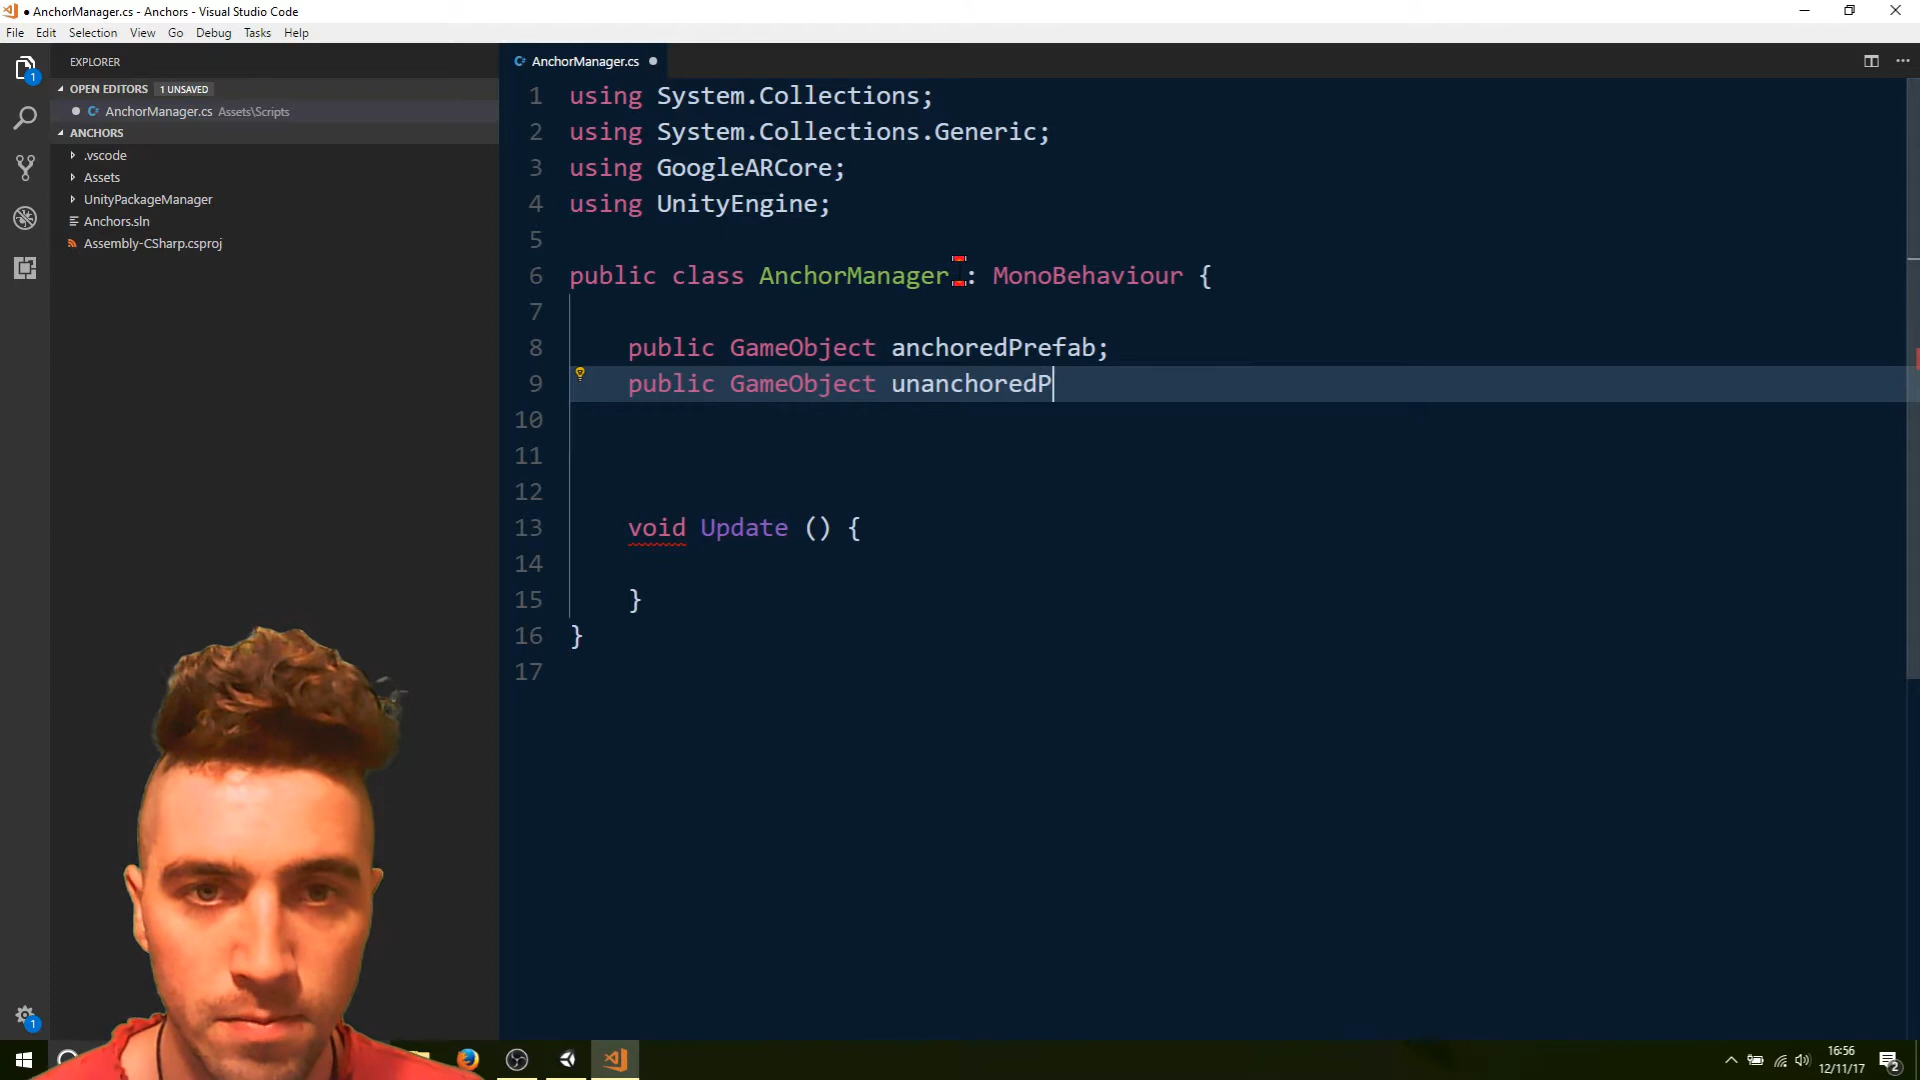 AnchorManager.cs - Anchors - Visual Studio Code
File Edit Selection View Go Debug Tasks Help
EXPLORER
OPEN EDITORS 1 UNSAVED
AnchorManager.cs Assets\Scripts
ANCHORS
.vscode
Assets
UnityPackageManager
Anchors.sln
Assembly-CSharp.csproj
1
1
AnchorManager.cs
1 using System.Collections;
2 using System.Collections.Generic;
3 using GoogleARCore;
4 using UnityEngine;
5
6 public class AnchorManager : MonoBehaviour {
7
8 public GameObject anchoredPrefab;
9 public GameObject unanchoredP
10
11
12
13 void Update () {
14
15 }
16 }
17
16:56
12/11/17
2